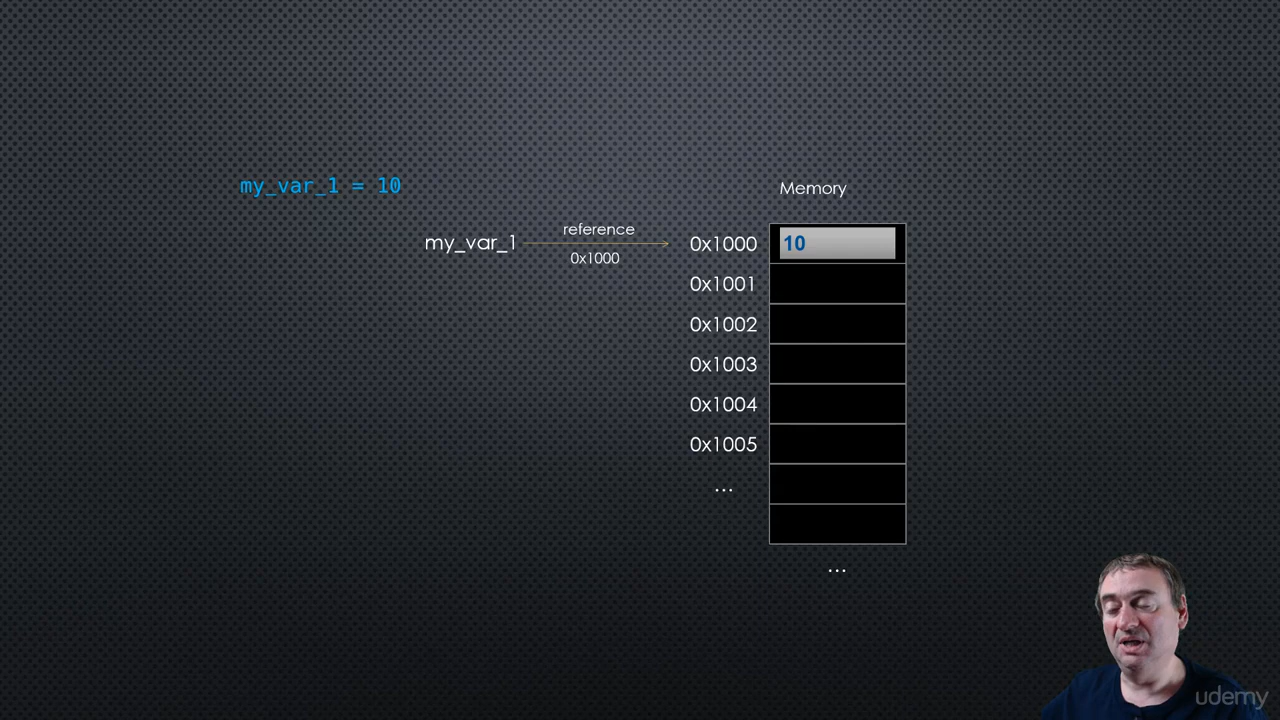 my_var_1 = 10
Memory
my_var_1
reference
0x1000
0x1000
10
0x1001
0x1002
0x1003
0x1004
0x1005
...
...
udemy